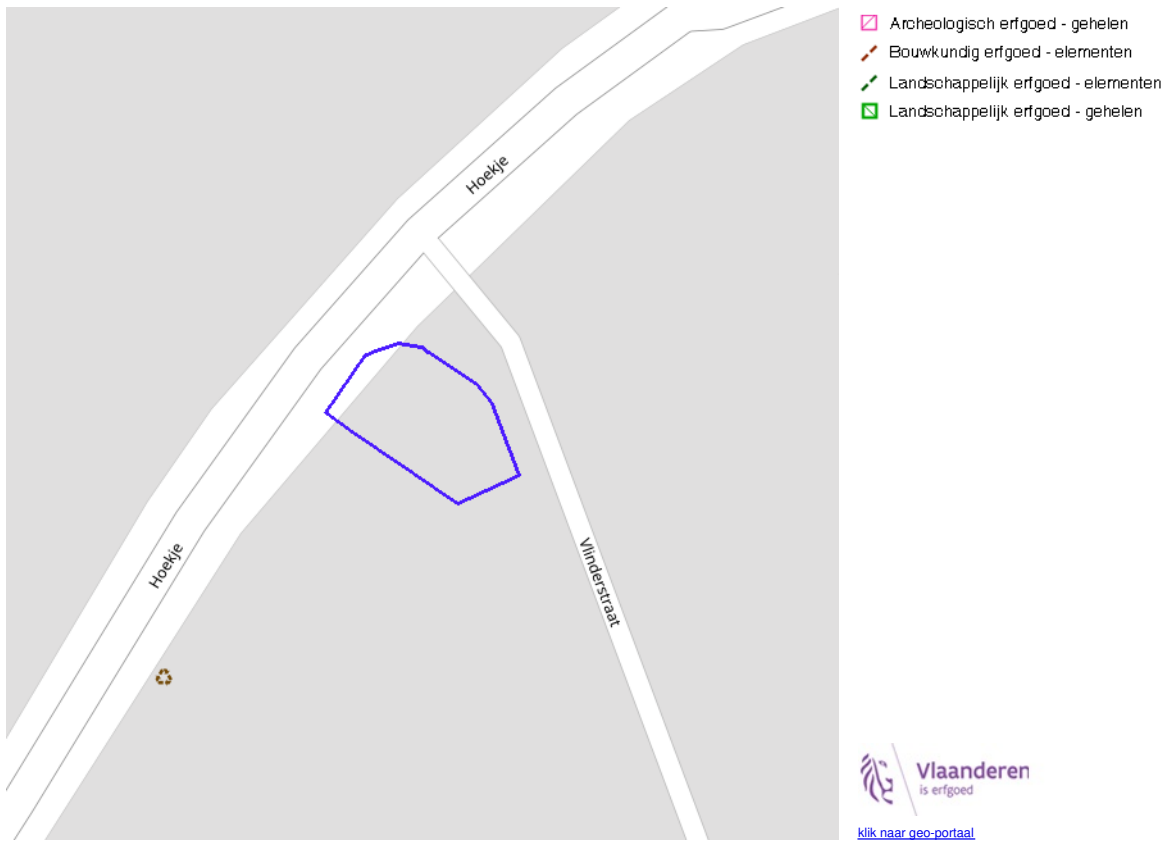 Archeologisch erfgoed - gehelen
Bouwkundig erfgoed - elementen
Landschappelijk erfgoed - elementen
Landschappelijk erfgoed - gehelen
Hoekje
Hoekje
Vlinderstraat
Vlaanderen
is erfgoed
klik naar geo-portaal